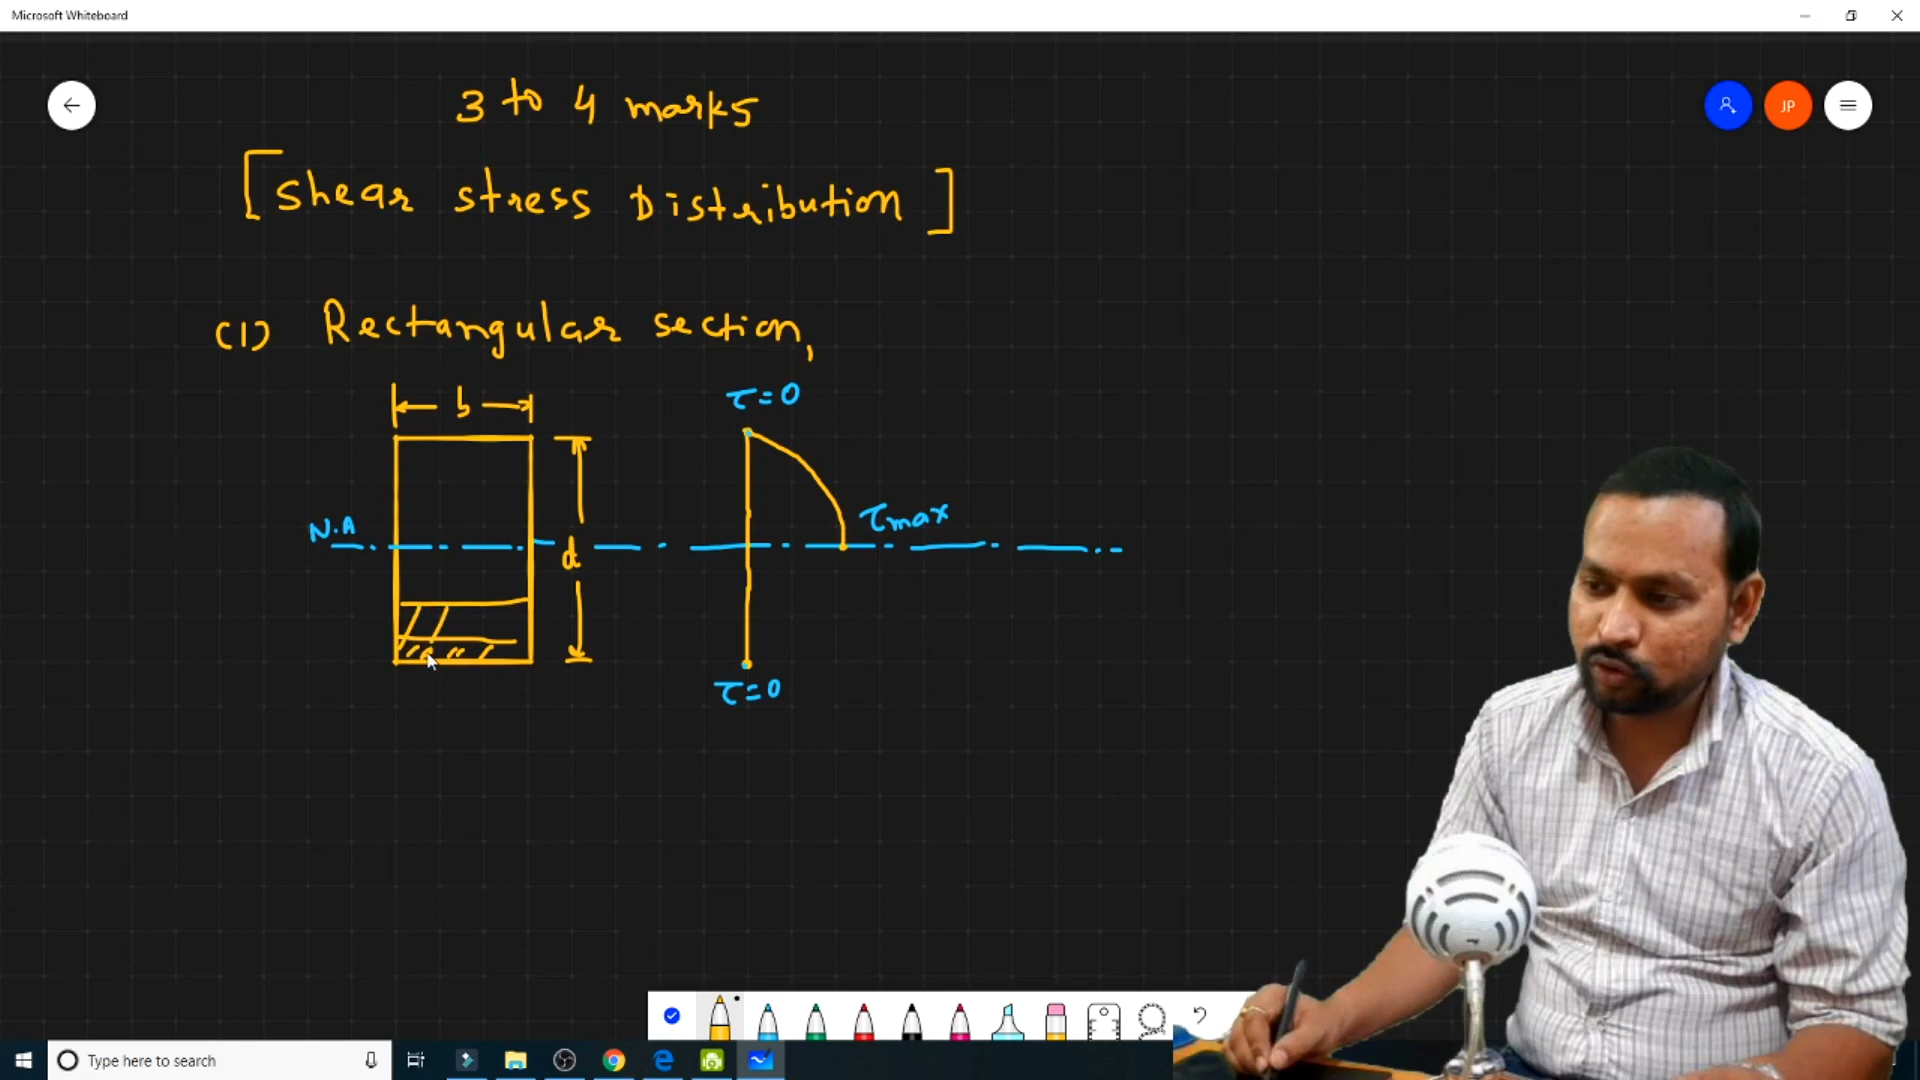 Microsoft Whiteboard
3 to 4 marks
JP
[Shear stress Distribution]
(1) Rectangular section,
b
τ=0
N.A
τmax
d
τ=0
Type here to search